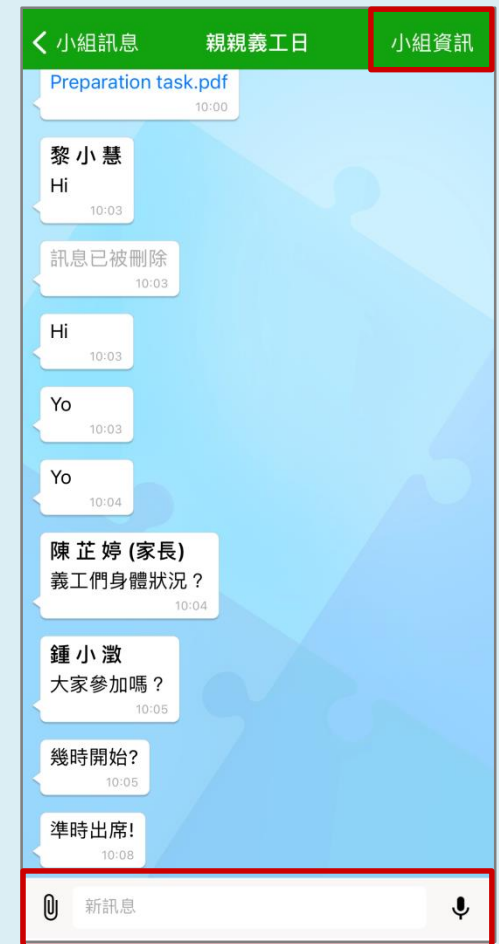 小組訊息 親親義工日 小組資訊
Preparation task.pdf
10:00
黎 小 慧
Hi
10:03
訊息已被刪除
10:03
Hi
10:03
Yo
10:03
Yo
10:04
陳 芷 婷 (家長)
義工們身體狀況？
10:04
鍾 小 澂
大家參加嗎？
10:05
幾時開始?
10:05
準時出席!
10:08
新訊息